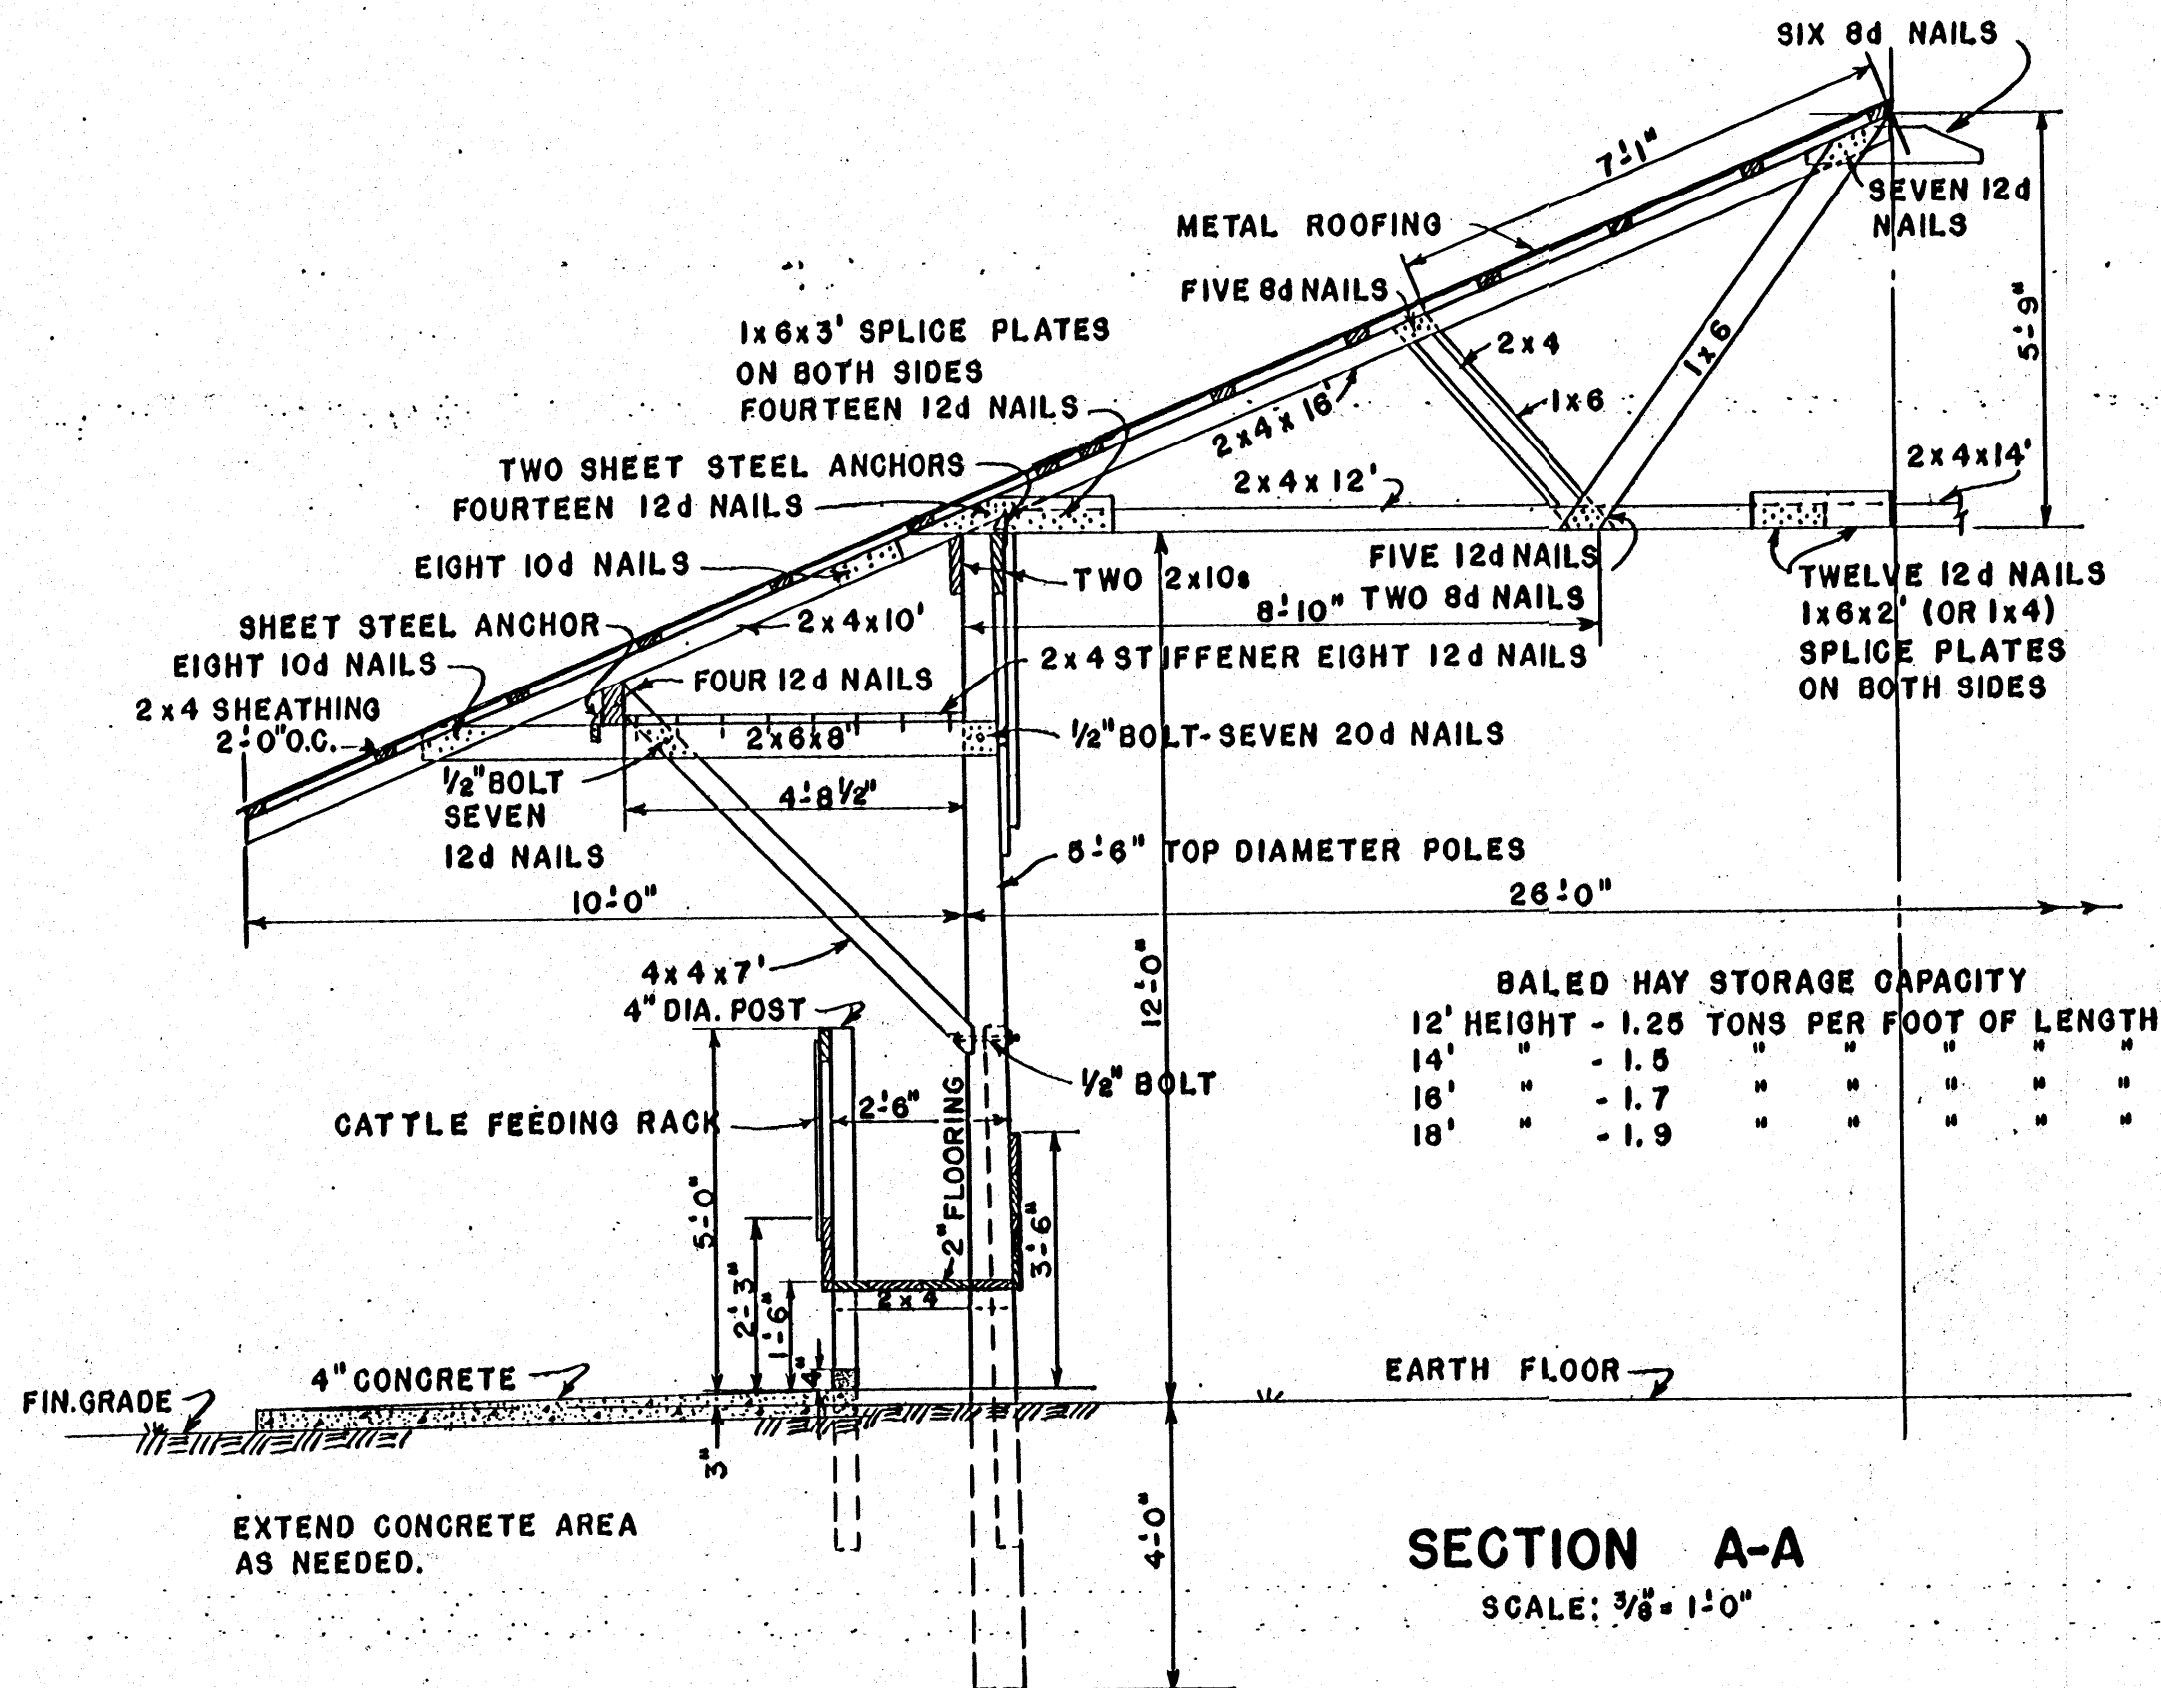 SIX 8d NAILS
7'-1"
SEVEN 12d
NAILS
METAL ROOFING
FIVE 8d NAILS
5'-9"
1x6x3' SPLICE PLATES
ON BOTH SIDES
FOURTEEN 12d NAILS
2x4
1x6
1x6
2x4x16'
TWO SHEET STEEL ANCHORS
FOURTEEN 12d NAILS
2x4x12'
2x4x14'
EIGHT 10d NAILS
TWO 2x10s
FIVE 12d NAILS
TWO 8d NAILS
8'-10"
TWELVE 12d NAILS
1x6x2' (OR 1x4)
SPLICE PLATES
ON BOTH SIDES
SHEET STEEL ANCHOR
2x4x10'
EIGHT 10d NAILS
2x4 STIFFENER EIGHT 12d NAILS
FOUR 12d NAILS
2x4 SHEATHING
2'-0" O.C.
2x6x8'
1/2" BOLT-SEVEN 20d NAILS
1/2" BOLT
SEVEN
12d NAILS
4'-8 1/2"
5'-6" TOP DIAMETER POLES
10'-0"
26'-0"
4x4x7'
4" DIA. POST
12'-0"
BALED HAY STORAGE CAPACITY
12' HEIGHT - 1.25 TONS PER FOOT OF LENGTH
14' " - 1.5 " " " " "
16' " - 1.7 " " " " "
18' " - 1.9 " " " " "
1/2" BOLT
CATTLE FEEDING RACK
2'-6"
2" FLOORING
5'-0"
3'-6"
2'-3"
1'-6"
2x4
4"
4" CONCRETE
EARTH FLOOR
FIN. GRADE
3"
EXTEND CONCRETE AREA
AS NEEDED.
4'-0"
SECTION A-A
SCALE: 3/8" = 1'-0"